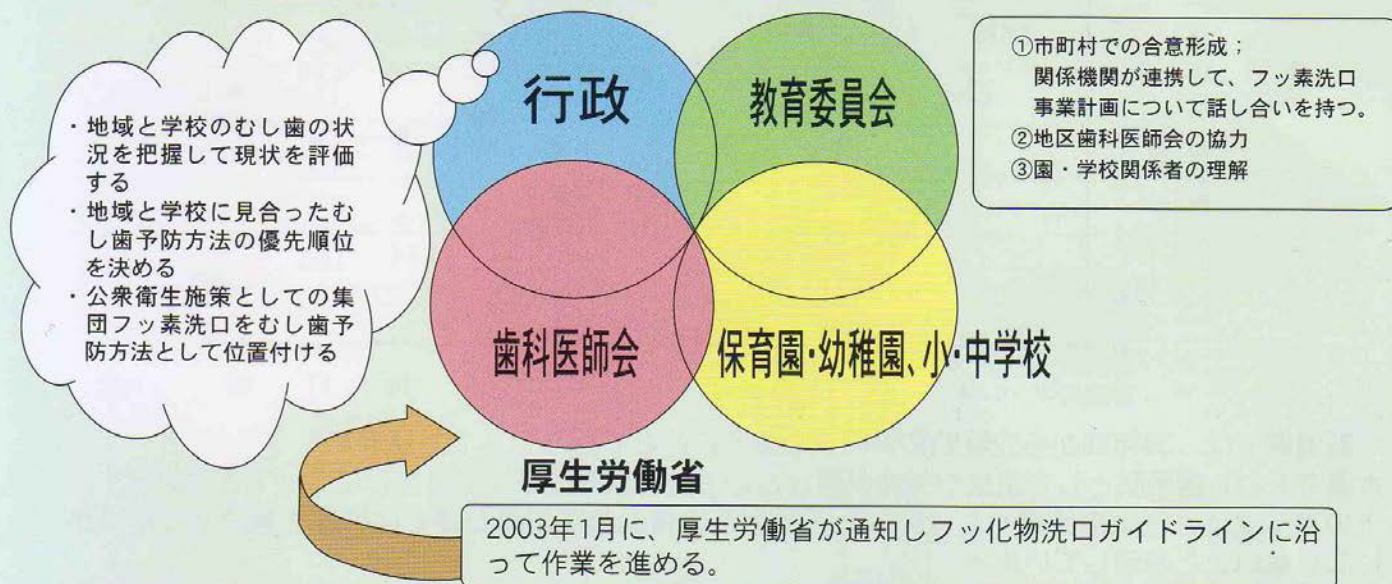 ・地域と学校のむし歯の状
況を把握して現状を評価
する
・地域と学校に見合ったむ
し歯予防方法の優先順位
を決める
・公衆衛生施策としての集
団フッ素洗口をむし歯予
防方法として位置付ける
行政
教育委員会
歯科医師会
保育園・幼稚園、小・中学校
①市町村での合意形成；
関係機関が連携して、フッ素洗口
事業計画について話し合いを持つ。
②地区歯科医師会の協力
③園・学校関係者の理解
厚生労働省
2003年1月に、厚生労働省が通知しフッ化物洗口ガイドラインに沿
って作業を進める。